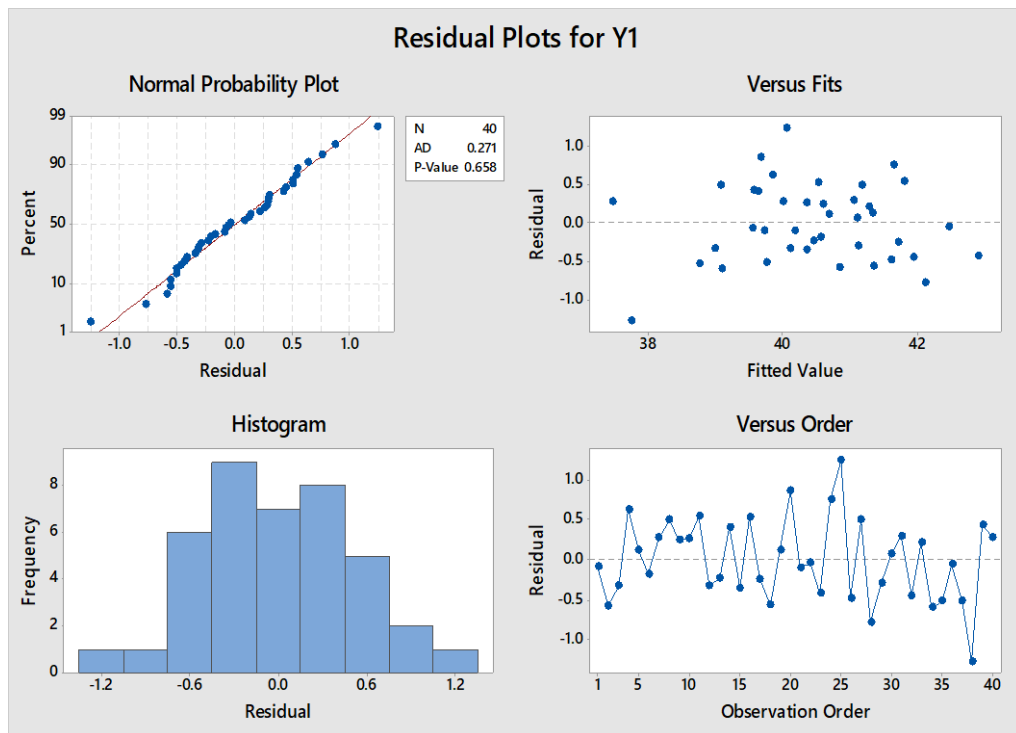 Residual Plots for Y1
Normal Probability Plot
Percent
99
90
50
10
1
-1.0 -0.5 0.0 0.5 1.0
Residual
N 40
AD 0.271
P-Value 0.658
Versus Fits
Residual
1.0
0.5
0.0
-0.5
-1.0
38 40 42
Fitted Value
Histogram
Frequency
8
6
4
2
0
-1.2 -0.6 0.0 0.6 1.2
Residual
Versus Order
Residual
1.0
0.5
0.0
-0.5
-1.0
1 5 10 15 20 25 30 35 40
Observation Order